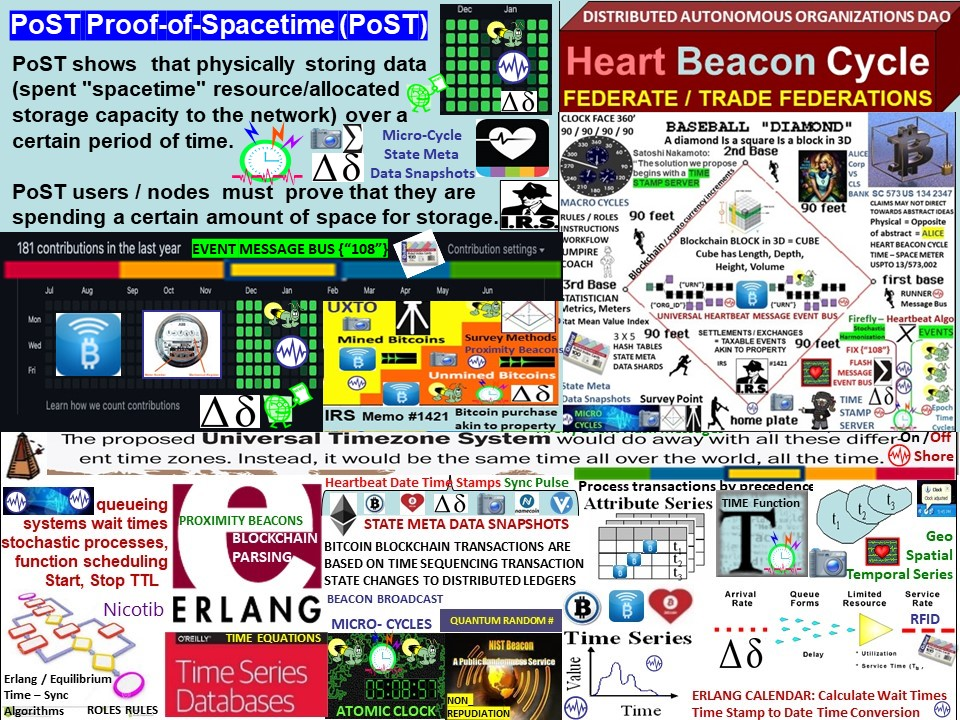 PoST Proof-of-Spacetime (PoST)
PoST shows that physically storing data
(spent "spacetime" resource/allocated
storage capacity to the network) over a
certain period of time.
Dec Jan
Δδ
Σ
Δδ
Micro-Cycle
State Meta
Data Snapshots
PoST users / nodes must prove that they are
spending a certain amount of space for storage.
I.R.S.
DISTRIBUTED AUTONOMOUS ORGANIZATIONS DAO
Heart Beacon Cycle
FEDERATE / TRADE FEDERATIONS
CLOCK FACE 360'
90 / 90 / 90 / 90
BASEBALL "DIAMOND"
A diamond Is a square Is a block in 3D
2nd Base
Satoshi Nakamoto:
"The solution we propose
begins with a TIME
STAMP SERVER
ALICE
Corp
VS
CLS
BANK
90 feet
SC 573 US 134 2347
CLAIMS MAY NOT DIRECT
TOWARDS ABSTRACT IDEAS
Physical = Opposite
of abstract = ALICE
HEART BEACON CYCLE
TIME - SPACE METER
USPTO 13/573,002
MACRO CYCLES
RULES / ROLES
INSTRUCTIONS
WORKFLOW
UMPIRE
COACH
90 feet
Blockchain / crypto currency increments
Blockchain BLOCK in 3D = CUBE
Cube has Length, Depth,
Height, Volume
3rd Base
STATISTICIAN
Metrics, Meters
Stat Mean Value Index
{"URN"} {"URN"}
{"ORG_ID"} {"URN"}
UNIVERSAL HEARTBEAT MESSAGE EVENT BUS
first base
RUNNER
Message Bus
Firefly – Heartbeat Algo
Stochastic
Harmonization
EVENTS
3 X 5
HASH TABLES
STATE META
DATA SHARDS
90 feet
SETTLEMENTS / EXCHANGES
= TAXABLE EVENTS
AKIN TO PROPERTY
90 feet
IRS #1421
I.R.S.
FIX {"108"}
FLASH
MESSAGE
EVENT BUS
TIME
STAMP
SERVER
Δδ
Epoch
Time
Cycles
State Meta
Data Snapshots
Survey Point
MICRO
CYCLES
home plate
181 contributions in the last year
EVENT MESSAGE BUS {"108"}
Contribution settings
Jul Aug Sep Oct Nov Dec Jan Feb Mar Apr May Jun
Mon
Wed
Fri
Learn how we count contributions
Δδ
UXTO
Mined Bitcoins
Survey Methods
Proximity Beacons
Unmined Bitcoins
Δδ
IRS Memo #1421
Bitcoin purchase
akin to property
The proposed Universal Timezone System would do away with all these differ-
ent time zones. Instead, it would be the same time all over the world, all the time.
On /Off
Shore
queueing
systems wait times
stochastic processes,
function scheduling
Start, Stop TTL
Nicotib
Erlang / Equilibrium
Time – Sync
Algorithms
ROLES RULES
PROXIMITY BEACONS
BLOCKCHAIN
PARSING
ERLANG
O'REILLY
TIME EQUATIONS
Time Series
Databases
Heartbeat Date Time Stamps Sync Pulse
Δδ
namecoin
STATE META DATA SNAPSHOTS
BITCOIN BLOCKCHAIN TRANSACTIONS ARE
BASED ON TIME SEQUENCING TRANSACTION
STATE CHANGES TO DISTRIBUTED LEDGERS
BEACON BROADCAST
MICRO- CYCLES
QUANTUM RANDOM #
05:08:57
ATOMIC CLOCK
NIST Beacon
A Public Randomness Service
NON_
REPUDIATION
Process transactions by precedence
Attribute Series
t1
t2
t3
Time Series
Value
Time
TIME Function
T
t1 t2 t3
Clock
Geo
Spatial
Temporal Series
Arrival
Rate
Queue
Forms
Limited
Resource
Service
Rate
RFID
Δδ
Delay
* Utilization
* Service Time
ERLANG CALENDAR: Calculate Wait Times
Time Stamp to Date Time Conversion